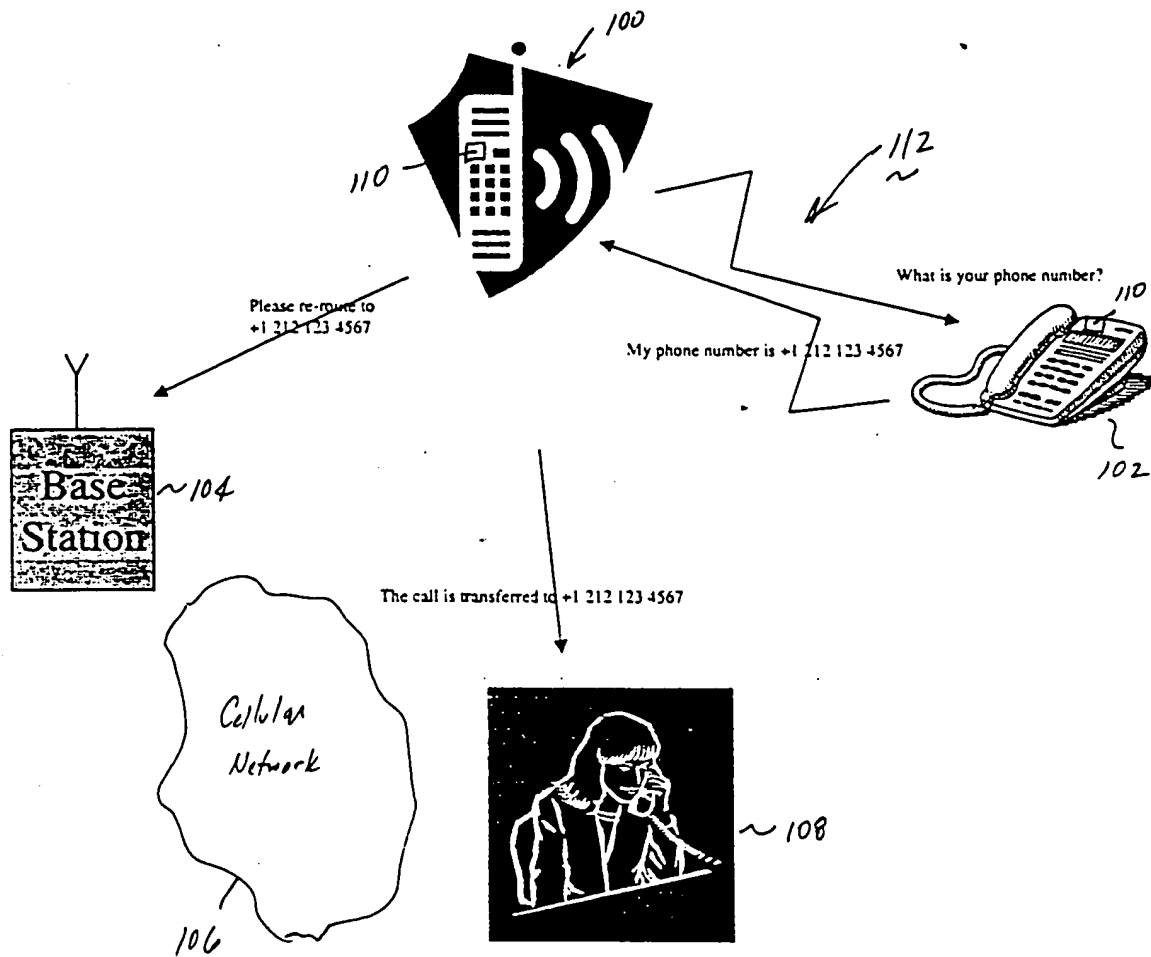 100
110
112
What is your phone number?
110
Please re-route to
+1 212 123 4567
My phone number is +1 212 123 4567
102
Base
Station
104
The call is transferred to +1 212 123 4567
Cellular
Network
108
106